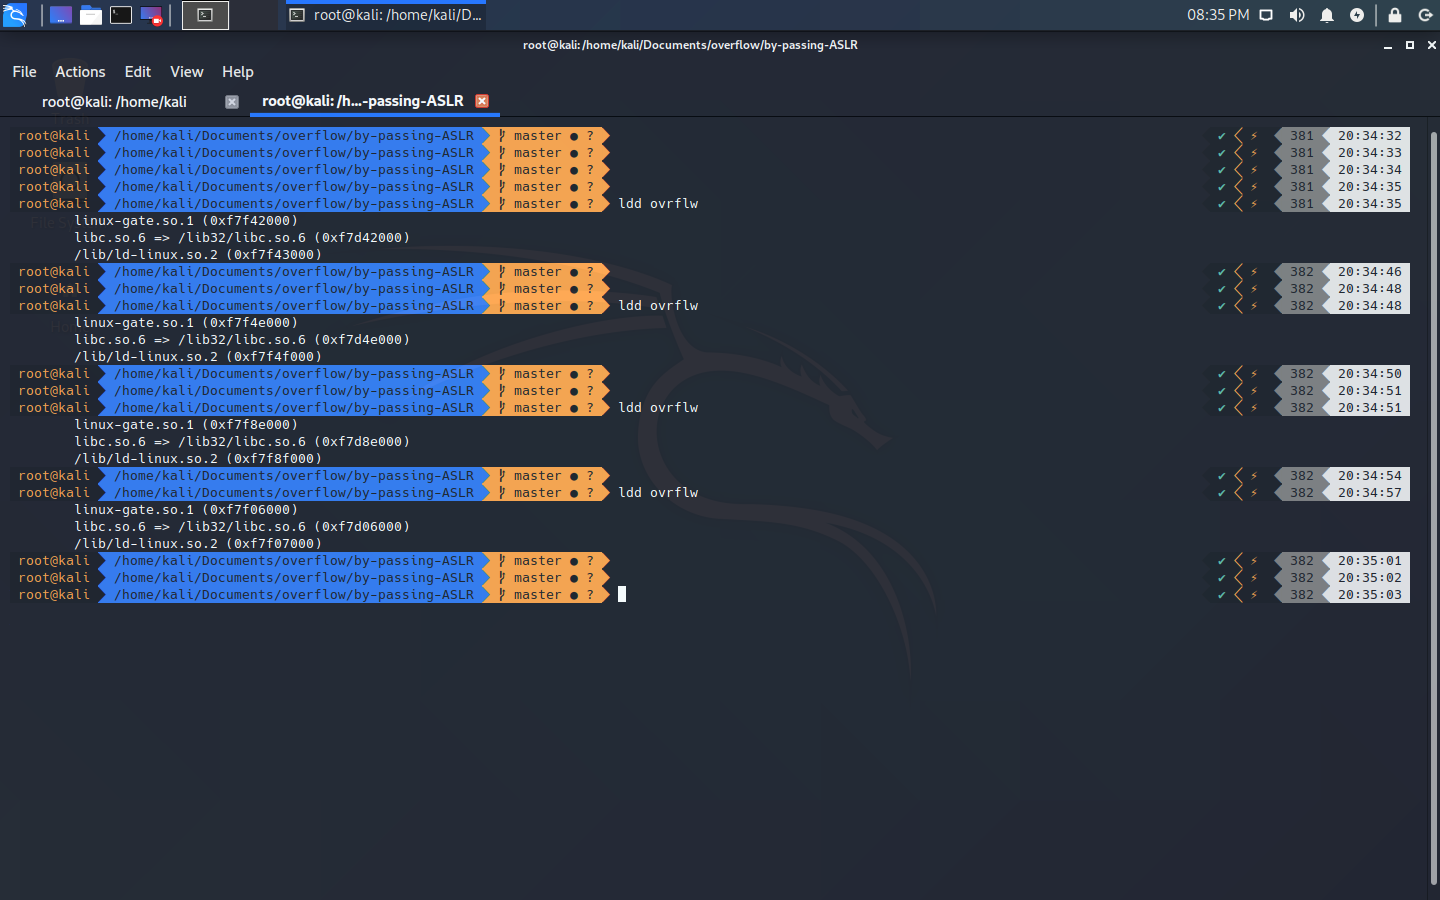 root@kali: /home/kali/D...
08:35 PM
root@kali: /home/kali/Documents/overflow/by-passing-ASLR
File Actions Edit View Help
root@kali: /home/kali
root@kali: /h...-passing-ASLR
root@kali /home/kali/Documents/overflow/by-passing-ASLR master ● ? ✔ ⚡ 381 20:34:32
root@kali /home/kali/Documents/overflow/by-passing-ASLR master ● ? ✔ ⚡ 381 20:34:33
root@kali /home/kali/Documents/overflow/by-passing-ASLR master ● ? ✔ ⚡ 381 20:34:34
root@kali /home/kali/Documents/overflow/by-passing-ASLR master ● ? ✔ ⚡ 381 20:34:35
root@kali /home/kali/Documents/overflow/by-passing-ASLR master ● ? ldd ovrflw ✔ ⚡ 381 20:34:35
linux-gate.so.1 (0xf7f42000)
libc.so.6 => /lib32/libc.so.6 (0xf7d42000)
/lib/ld-linux.so.2 (0xf7f43000)
root@kali /home/kali/Documents/overflow/by-passing-ASLR master ● ? ✔ ⚡ 382 20:34:46
root@kali /home/kali/Documents/overflow/by-passing-ASLR master ● ? ✔ ⚡ 382 20:34:48
root@kali /home/kali/Documents/overflow/by-passing-ASLR master ● ? ldd ovrflw ✔ ⚡ 382 20:34:48
linux-gate.so.1 (0xf7f4e000)
libc.so.6 => /lib32/libc.so.6 (0xf7d4e000)
/lib/ld-linux.so.2 (0xf7f4f000)
root@kali /home/kali/Documents/overflow/by-passing-ASLR master ● ? ✔ ⚡ 382 20:34:50
root@kali /home/kali/Documents/overflow/by-passing-ASLR master ● ? ✔ ⚡ 382 20:34:51
root@kali /home/kali/Documents/overflow/by-passing-ASLR master ● ? ldd ovrflw ✔ ⚡ 382 20:34:51
linux-gate.so.1 (0xf7f8e000)
libc.so.6 => /lib32/libc.so.6 (0xf7d8e000)
/lib/ld-linux.so.2 (0xf7f8f000)
root@kali /home/kali/Documents/overflow/by-passing-ASLR master ● ? ✔ ⚡ 382 20:34:54
root@kali /home/kali/Documents/overflow/by-passing-ASLR master ● ? ldd ovrflw ✔ ⚡ 382 20:34:57
linux-gate.so.1 (0xf7f06000)
libc.so.6 => /lib32/libc.so.6 (0xf7d06000)
/lib/ld-linux.so.2 (0xf7f07000)
root@kali /home/kali/Documents/overflow/by-passing-ASLR master ● ? ✔ ⚡ 382 20:35:01
root@kali /home/kali/Documents/overflow/by-passing-ASLR master ● ? ✔ ⚡ 382 20:35:02
root@kali /home/kali/Documents/overflow/by-passing-ASLR master ● ? ✔ ⚡ 382 20:35:03